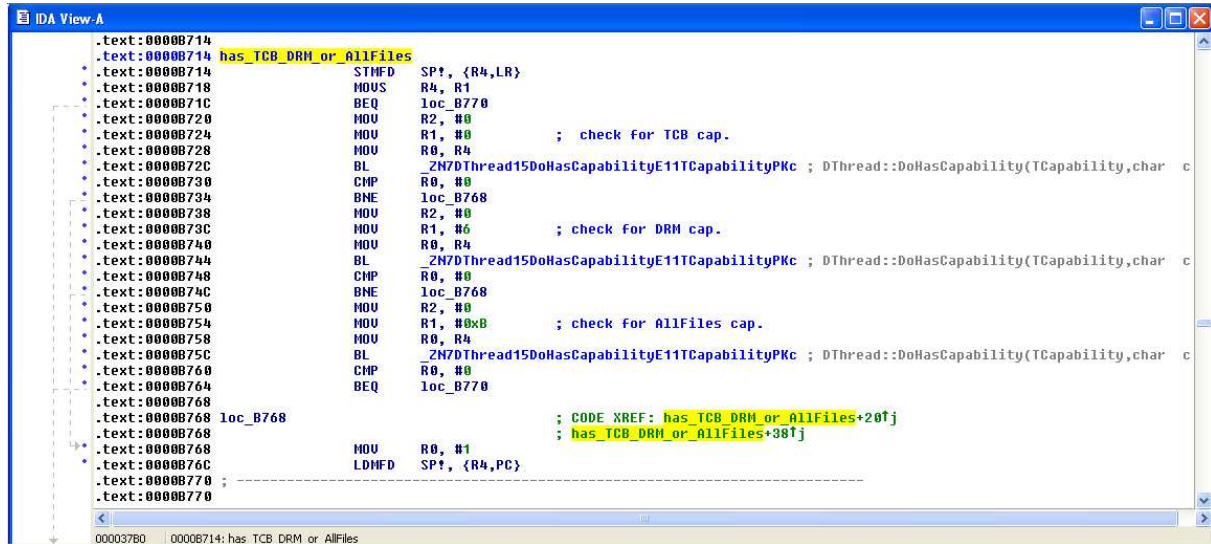 IDA View-A
.text:0000B714
.text:0000B714 has_TCB_DRM_or_AllFiles
.text:0000B714 STMFD SP!, {R4,LR}
.text:0000B718 MOVS R4, R1
.text:0000B71C BEQ loc_B770
.text:0000B720 MOV R2, #0
.text:0000B724 MOV R1, #0 ; check for TCB cap.
.text:0000B728 MOV R0, R4
.text:0000B72C BL _ZN7DThread15DoHasCapabilityE11TCapabilityPKc ; DThread::DoHasCapability(TCapability,char c
.text:0000B730 CMP R0, #0
.text:0000B734 BNE loc_B768
.text:0000B738 MOV R2, #0
.text:0000B73C MOV R1, #6 ; check for DRM cap.
.text:0000B740 MOV R0, R4
.text:0000B744 BL _ZN7DThread15DoHasCapabilityE11TCapabilityPKc ; DThread::DoHasCapability(TCapability,char c
.text:0000B748 CMP R0, #0
.text:0000B74C BNE loc_B768
.text:0000B750 MOV R2, #0
.text:0000B754 MOV R1, #0xB ; check for AllFiles cap.
.text:0000B758 MOV R0, R4
.text:0000B75C BL _ZN7DThread15DoHasCapabilityE11TCapabilityPKc ; DThread::DoHasCapability(TCapability,char c
.text:0000B760 CMP R0, #0
.text:0000B764 BEQ loc_B770
.text:0000B768
.text:0000B768 loc_B768 ; CODE XREF: has_TCB_DRM_or_AllFiles+20↑j
.text:0000B768 ; has_TCB_DRM_or_AllFiles+38↑j
.text:0000B768 MOV R0, #1
.text:0000B76C LDMFD SP!, {R4,PC}
.text:0000B770 ; ---------------------------------------------------------------------------
.text:0000B770
000037B0 0000B714: has_TCB_DRM_or_AllFiles